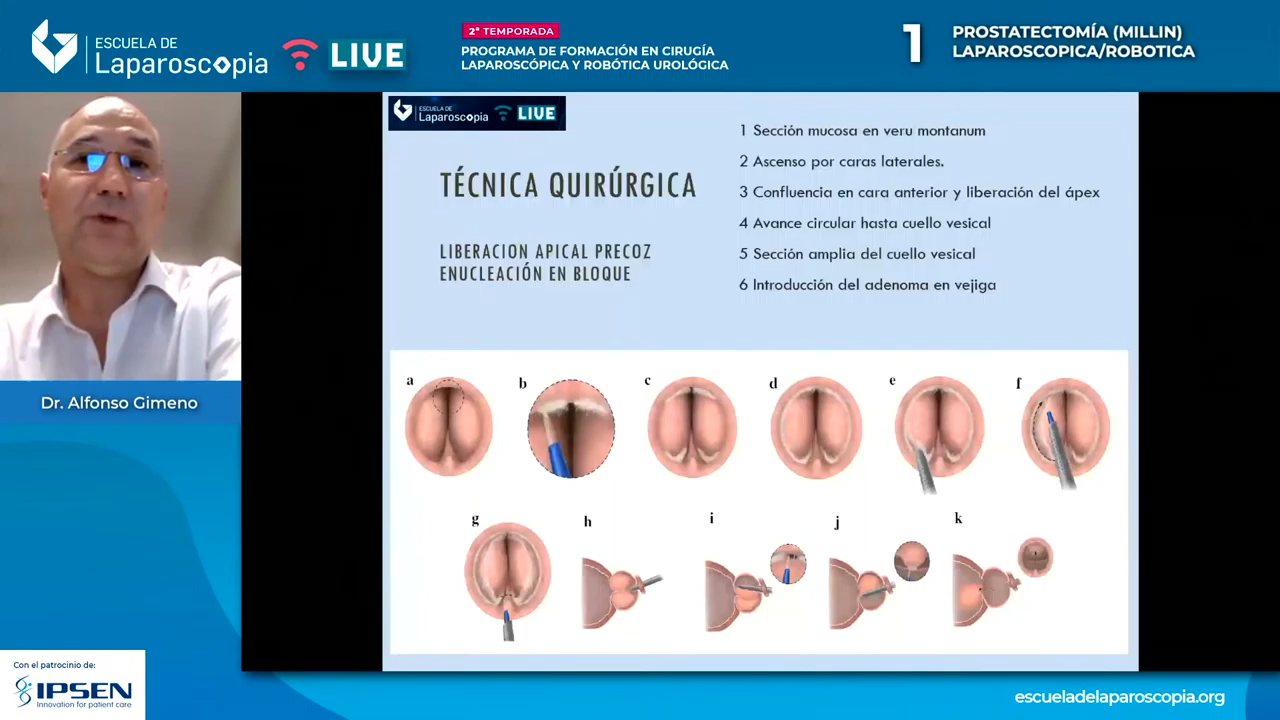 ESCUELA DE
Laparoscopia
LIVE
2ª TEMPORADA
PROGRAMA DE FORMACIÓN EN CIRUGÍA
LAPAROSCÓPICA Y ROBÓTICA UROLÓGICA
1
PROSTATECTOMÍA (MILLIN)
LAPAROSCOPICA/ROBOTICA
ESCUELA DE
Laparoscopia
LIVE
TÉCNICA QUIRÚRGICA
LIBERACION APICAL PRECOZ
ENUCLEACIÓN EN BLOQUE
1 Sección mucosa en veru montanum
2 Ascenso por caras laterales.
3 Confluencia en cara anterior y liberación del ápex
4 Avance circular hasta cuello vesical
5 Sección amplia del cuello vesical
6 Introducción del adenoma en vejiga
a
b
c
d
e
f
g
h
i
j
k
Dr. Alfonso Gimeno
Con el patrocinio de:
IPSEN
Innovation for patient care
escueladelaparoscopia.org